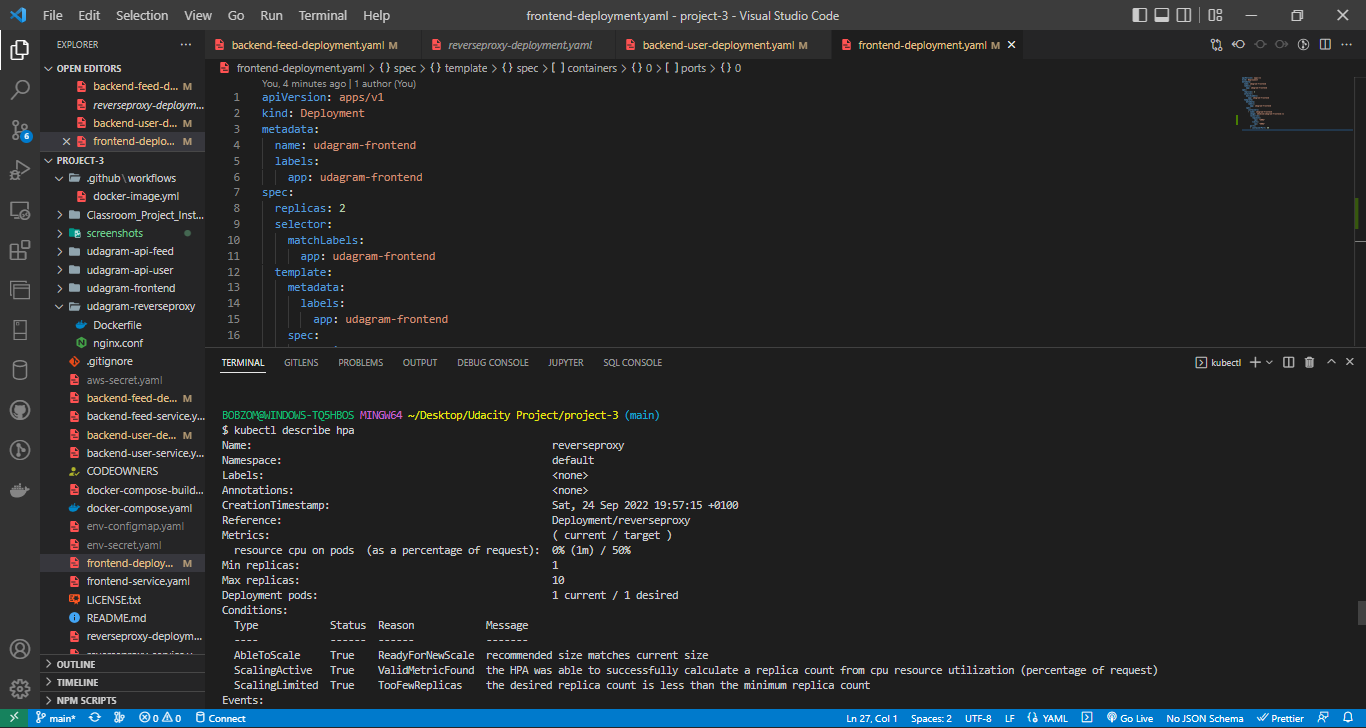 File Edit Selection View Go Run Terminal Help
frontend-deployment.yaml - project-3 - Visual Studio Code
EXPLORER
OPEN EDITORS
backend-feed-d... M
reverseproxy-deploym...
backend-user-d... M
frontend-deplo... M
PROJECT-3
.github\workflows
docker-image.yml
Classroom_Project_Inst...
screenshots
udagram-api-feed
udagram-api-user
udagram-frontend
udagram-reverseproxy
Dockerfile
nginx.conf
.gitignore
aws-secret.yaml
backend-feed-de... M
backend-feed-service.y...
backend-user-de... M
backend-user-service.y...
CODEOWNERS
docker-compose-build...
docker-compose.yaml
env-configmap.yaml
env-secret.yaml
frontend-deploy... M
frontend-service.yaml
LICENSE.txt
README.md
reverseproxy-deploym...
OUTLINE
TIMELINE
NPM SCRIPTS
6
backend-feed-deployment.yaml M
reverseproxy-deployment.yaml
backend-user-deployment.yaml M
frontend-deployment.yaml M
frontend-deployment.yaml > {} spec > {} template > {} spec > [ ] containers > {} 0 > [ ] ports > {} 0
You, 4 minutes ago | 1 author (You)
1 apiVersion: apps/v1
2 kind: Deployment
3 metadata:
4 name: udagram-frontend
5 labels:
6 app: udagram-frontend
7 spec:
8 replicas: 2
9 selector:
10 matchLabels:
11 app: udagram-frontend
12 template:
13 metadata:
14 labels:
15 app: udagram-frontend
16 spec:
TERMINAL GITLENS PROBLEMS OUTPUT DEBUG CONSOLE JUPYTER SQL CONSOLE
kubectl
BOBZOM@WINDOWS-TQ5HBOS MINGW64 ~/Desktop/Udacity Project/project-3 (main)
$ kubectl describe hpa
Name: reverseproxy
Namespace: default
Labels: <none>
Annotations: <none>
CreationTimestamp: Sat, 24 Sep 2022 19:57:15 +0100
Reference: Deployment/reverseproxy
Metrics: ( current / target )
resource cpu on pods (as a percentage of request): 0% (1m) / 50%
Min replicas: 1
Max replicas: 10
Deployment pods: 1 current / 1 desired
Conditions:
Type Status Reason Message
---- ------ ------ -------
AbleToScale True ReadyForNewScale recommended size matches current size
ScalingActive True ValidMetricFound the HPA was able to successfully calculate a replica count from cpu resource utilization (percentage of request)
ScalingLimited True TooFewReplicas the desired replica count is less than the minimum replica count
Events:
main* 0 0 Connect
Ln 27, Col 1 Spaces: 2 UTF-8 LF YAML Go Live No JSON Schema Prettier